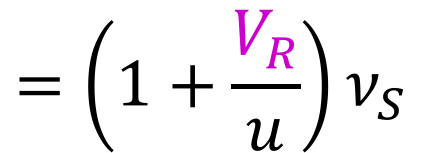 = (1 + V_R/u) ν_S